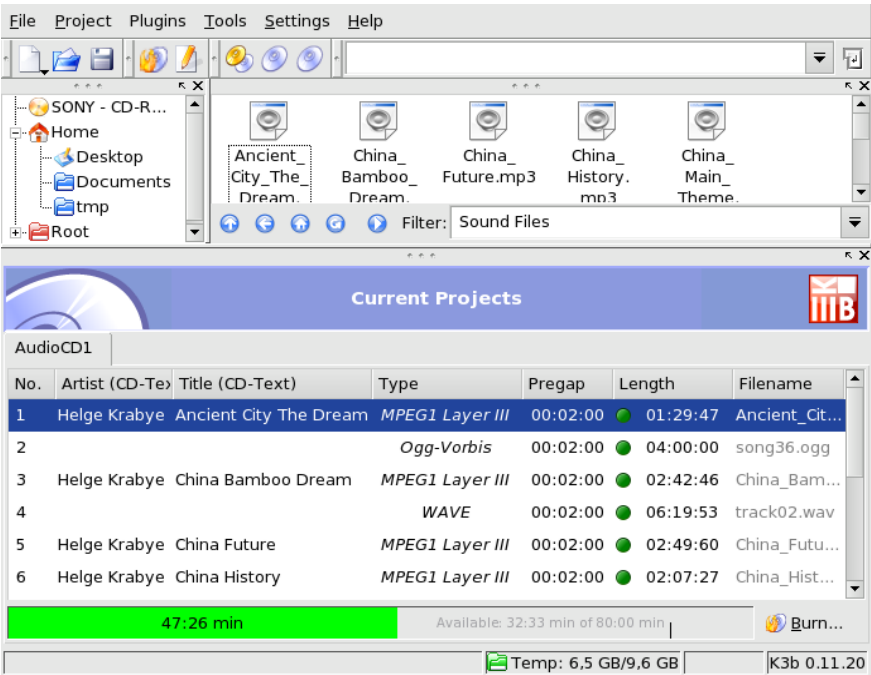 File Project Plugins Tools Settings Help
SONY - CD-R...
Home
Desktop
Documents
tmp
Root
Ancient_
City_The_
Dream.
China_
Bamboo_
Dream.
China_
Future.mp3
China_
History.
mp3
China_
Main_
Theme.
Filter: Sound Files
Current Projects
K3B
AudioCD1
No. Artist (CD-Tex Title (CD-Text) Type Pregap Length Filename
1 Helge Krabye Ancient City The Dream MPEG1 Layer III 00:02:00 01:29:47 Ancient_Cit...
2 Ogg-Vorbis 00:02:00 04:00:00 song36.ogg
3 Helge Krabye China Bamboo Dream MPEG1 Layer III 00:02:00 02:42:46 China_Bam...
4 WAVE 00:02:00 06:19:53 track02.wav
5 Helge Krabye China Future MPEG1 Layer III 00:02:00 02:49:60 China_Futu...
6 Helge Krabye China History MPEG1 Layer III 00:02:00 02:07:27 China_Hist...
47:26 min Available: 32:33 min of 80:00 min Burn...
Temp: 6,5 GB/9,6 GB K3b 0.11.20